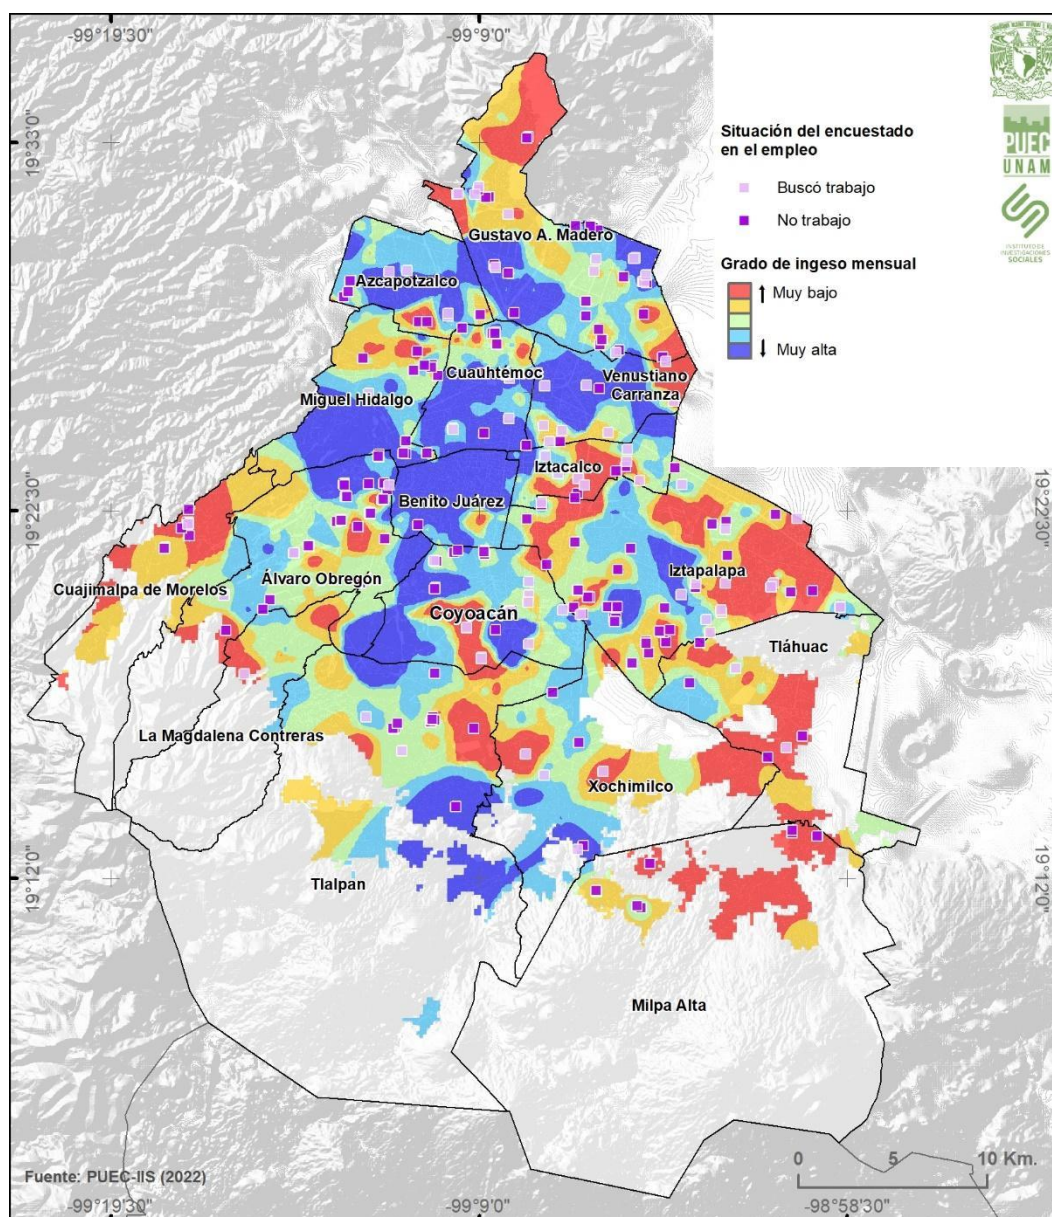 -99°19'30"
-99°9'0"
19°33'0"
Situación del encuestado
en el empleo
Buscó trabajo
No trabajo
Grado de ingeso mensual
Muy bajo
Muy alta
PUEC
UNAM
INSTITUTO DE
INVESTIGACIONES
SOCIALES
Gustavo A. Madero
Azcapotzalco
Cuauhtémoc
Venustiano
Carranza
Miguel Hidalgo
Iztacalco
19°22'30"
19°22'30"
Benito Juárez
Iztapalapa
Álvaro Obregón
Cuajimalpa de Morelos
Coyoacán
Tláhuac
La Magdalena Contreras
Xochimilco
19°12'0"
19°12'0"
Tlalpan
Milpa Alta
0 5 10 Km.
Fuente: PUEC-IIS (2022)
-99°19'30"
-99°9'0"
-98°58'30"